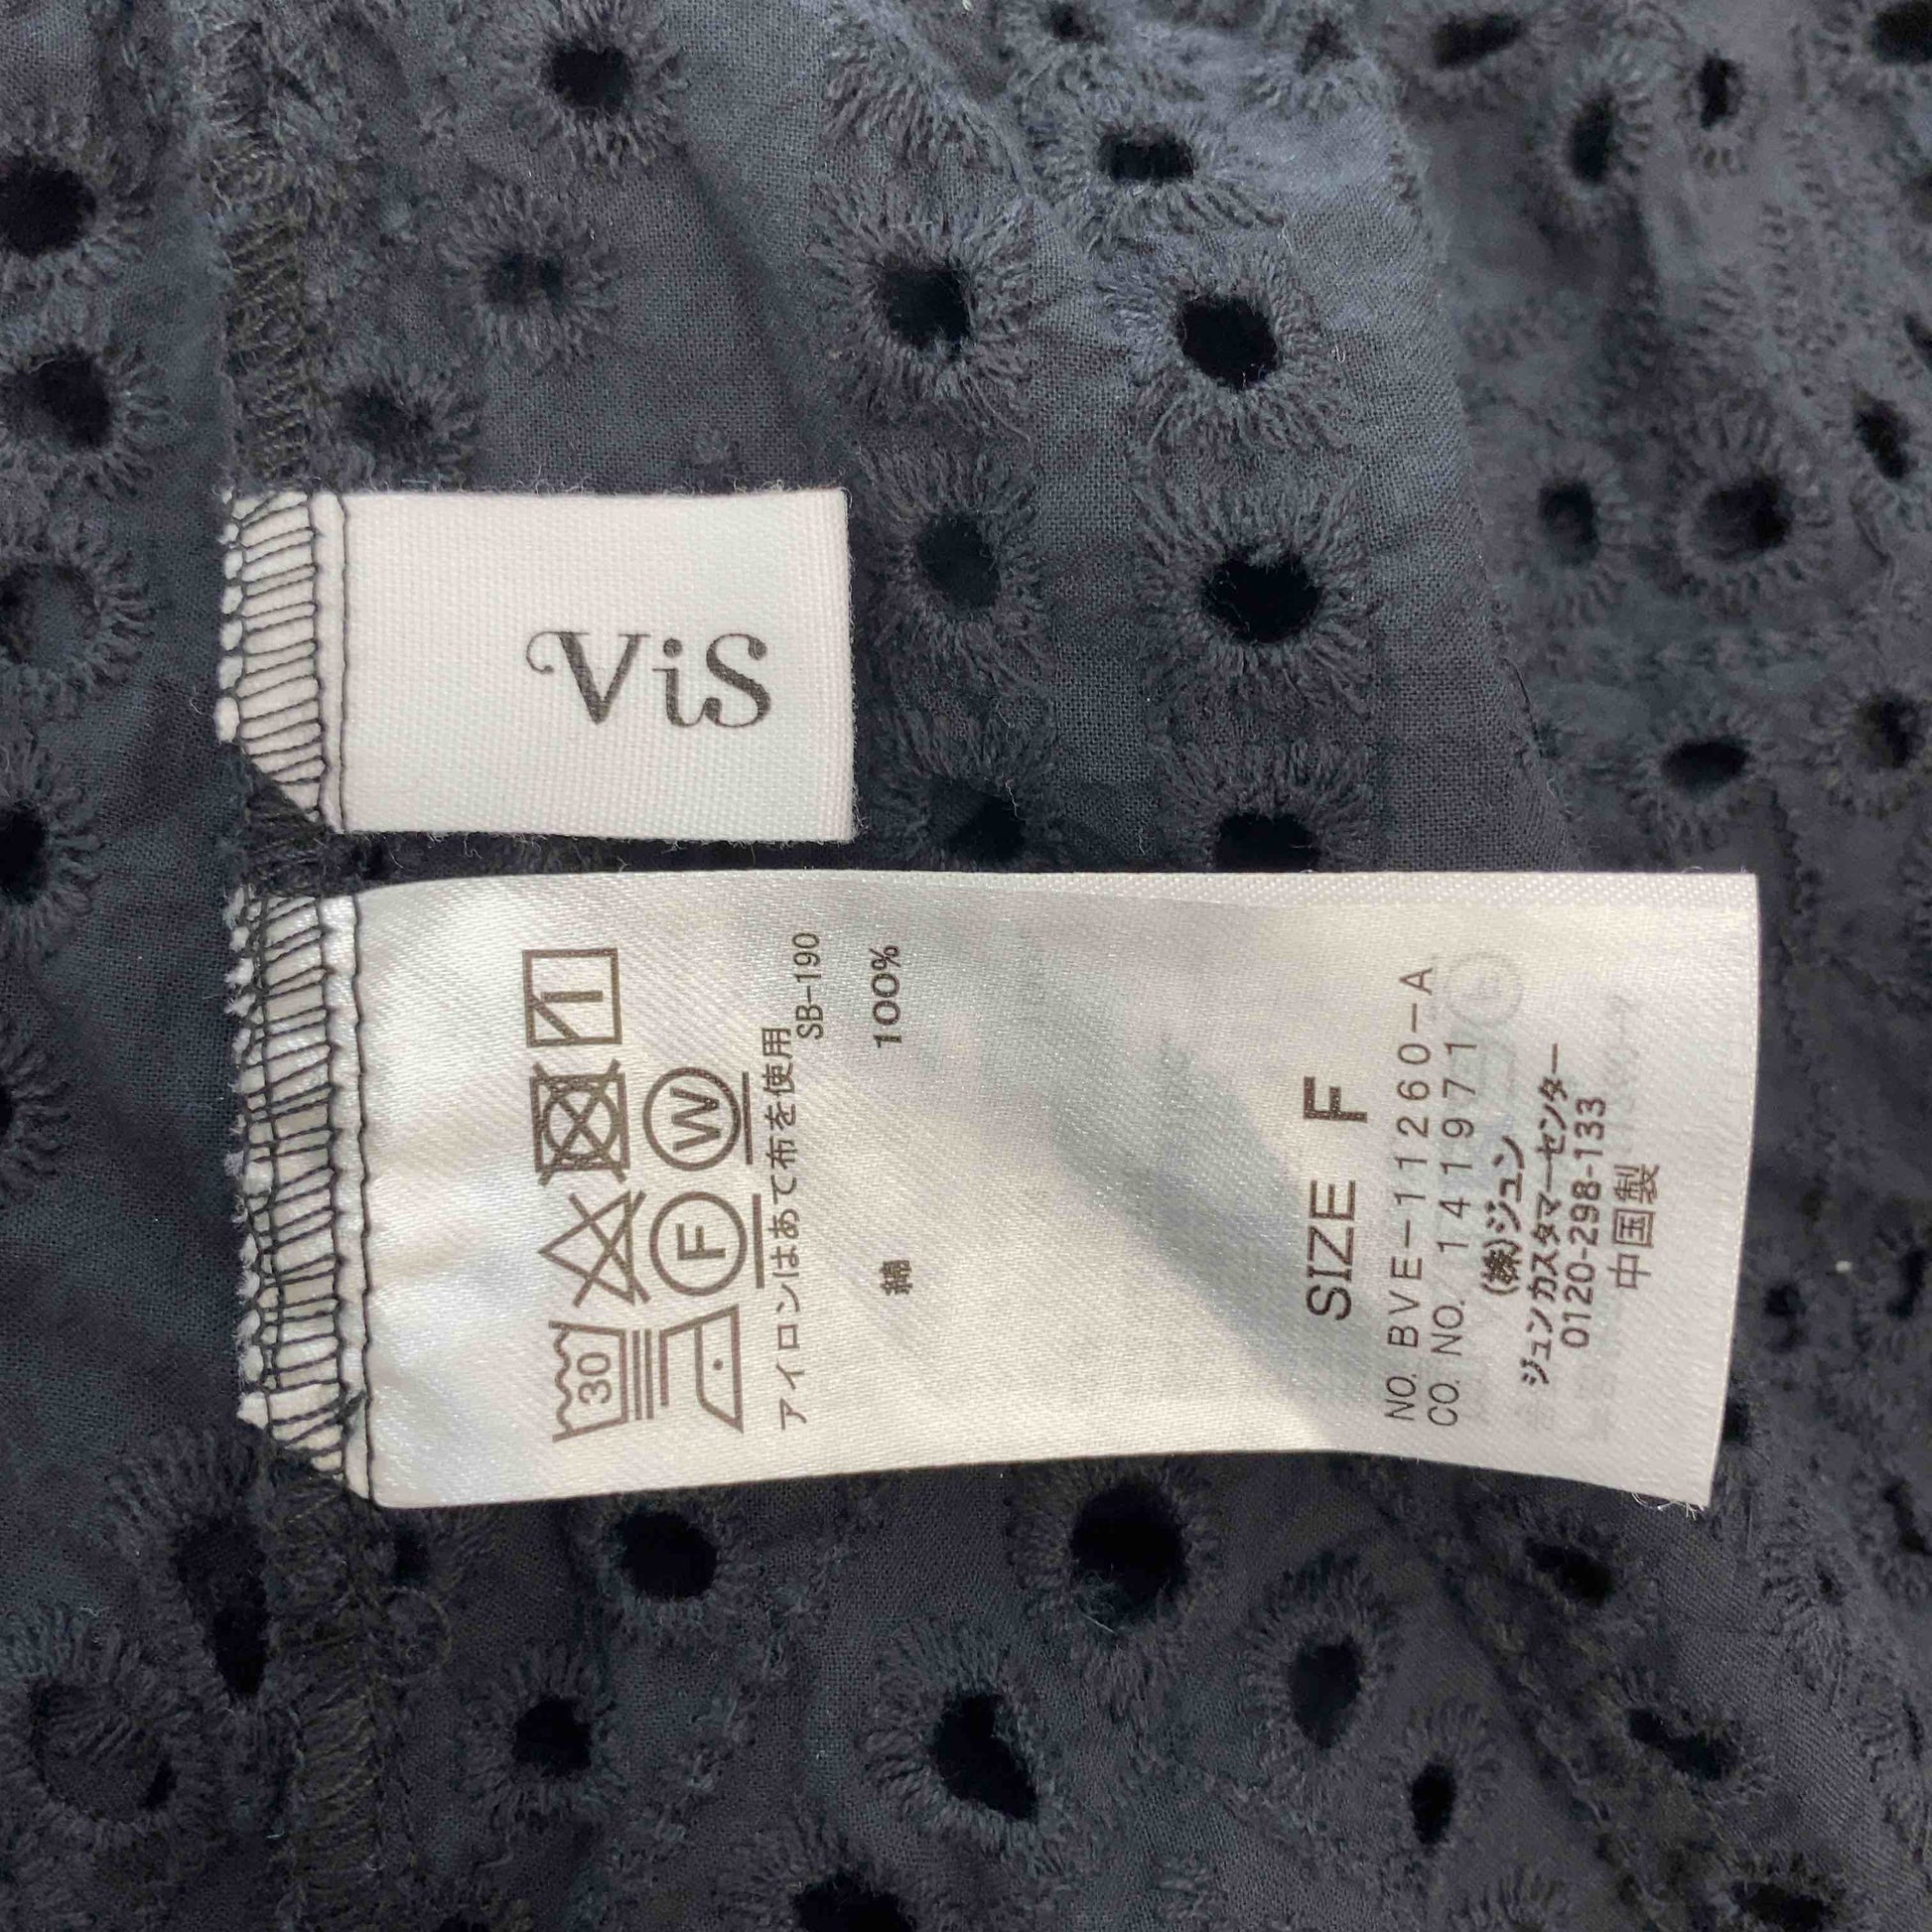 ViS
30
F
W
アイロンはあて布を使用
SB-190
綿 100%
SIZE F
NO. BVE-11260-A
CO. NO. 141971
(株)ジュン
ジュンカスタマーセンター
0120-298-133
中国製